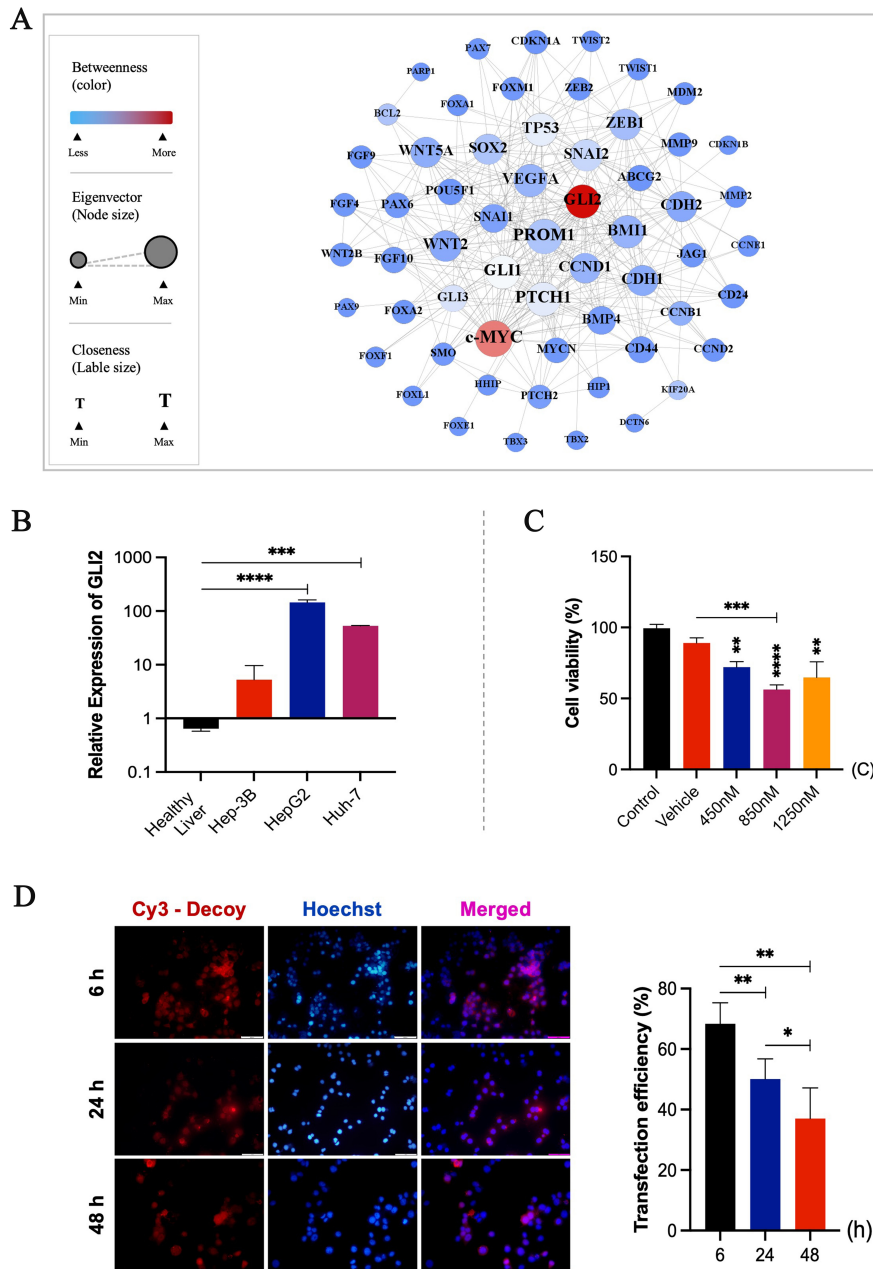 A
Betweenness
(color)
Less
More
Eigenvector
(Node size)
Min
Max
Closeness
(Lable size)
T
T
Min
Max
PAX7
CDKN1A
TWIST2
PARP1
FOXM1
ZEB2
TWIST1
MDM2
BCL2
FOXA1
TP53
ZEB1
FGF9
WNT5A
SOX2
SNAI2
MMP9
CDKN1B
FGF4
PAX6
POU5F1
VEGFA
GLI2
ABCG2
CDH2
MMP2
WNT2B
FGF10
WNT2
SNAI1
PROM1
BMI1
JAG1
CCNE1
PAX9
FOXA2
GLI3
GLI1
CCND1
CDH1
CD24
PTCH1
BMP4
CCNB1
FOXF1
SMO
c-MYC
MYCN
CD44
CCND2
FOXL1
HHIP
PTCH2
HIP1
KIF20A
FOXE1
TBX3
TBX2
DCTN6
B
Relative Expression of GLI2
1000
100
10
1
0.1
***
****
Healthy
Liver
Hep-3B
HepG2
Huh-7
C
Cell viability (%)
150
100
50
0
***
**
****
**
Control
Vehicle
450nM
850nM
1250nM
(C)
D
Cy3 - Decoy
Hoechst
Merged
6 h
24 h
48 h
Transfection efficiency (%)
80
60
40
20
0
**
**
*
6
24
48
(h)